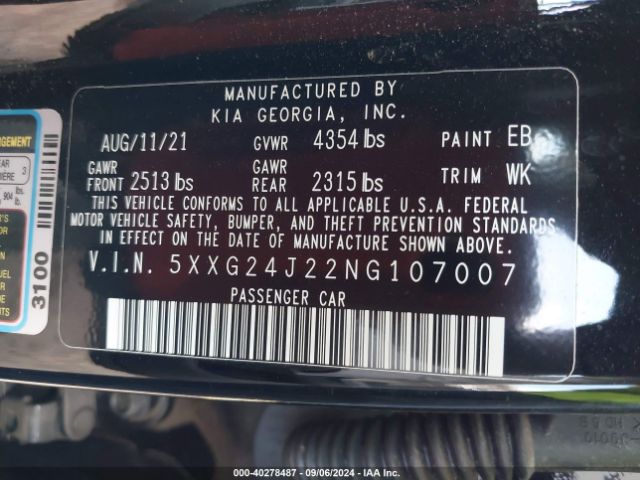 MANUFACTURED BY
KIA GEORGIA, INC.
AUG/11/21 GVWR 4354 lbs PAINT EB
GAWR FRONT 2513 lbs GAWR REAR 2315 lbs TRIM WK
THIS VEHICLE CONFORMS TO ALL APPLICABLE U.S.A. FEDERAL
MOTOR VEHICLE SAFETY, BUMPER, AND THEFT PREVENTION STANDARDS
IN EFFECT ON THE DATE OF MANUFACTURE SHOWN ABOVE.
V.I.N. 5XXG24J22NG107007
PASSENGER CAR
3100
000-40278487 - 09/06/2024 - IAA Inc.